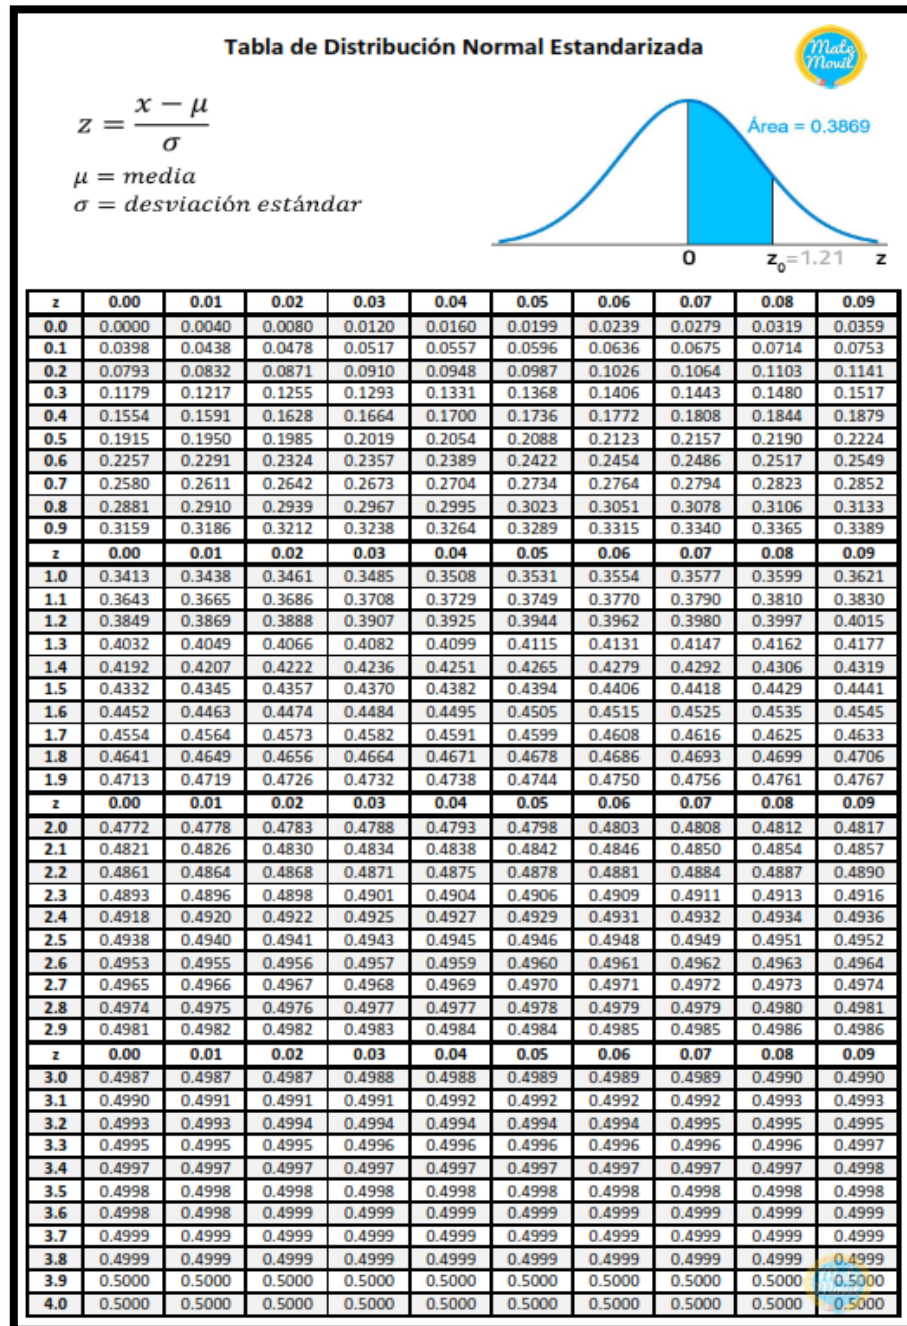 Tabla de Distribución Normal Estandarizada
Mate Movil
z = x − μ / σ
μ = media
σ = desviación estándar
Área = 0.3869
0 z₀=1.21 z
z 0.00 0.01 0.02 0.03 0.04 0.05 0.06 0.07 0.08 0.09
0.0 0.0000 0.0040 0.0080 0.0120 0.0160 0.0199 0.0239 0.0279 0.0319 0.0359
0.1 0.0398 0.0438 0.0478 0.0517 0.0557 0.0596 0.0636 0.0675 0.0714 0.0753
0.2 0.0793 0.0832 0.0871 0.0910 0.0948 0.0987 0.1026 0.1064 0.1103 0.1141
0.3 0.1179 0.1217 0.1255 0.1293 0.1331 0.1368 0.1406 0.1443 0.1480 0.1517
0.4 0.1554 0.1591 0.1628 0.1664 0.1700 0.1736 0.1772 0.1808 0.1844 0.1879
0.5 0.1915 0.1950 0.1985 0.2019 0.2054 0.2088 0.2123 0.2157 0.2190 0.2224
0.6 0.2257 0.2291 0.2324 0.2357 0.2389 0.2422 0.2454 0.2486 0.2517 0.2549
0.7 0.2580 0.2611 0.2642 0.2673 0.2704 0.2734 0.2764 0.2794 0.2823 0.2852
0.8 0.2881 0.2910 0.2939 0.2967 0.2995 0.3023 0.3051 0.3078 0.3106 0.3133
0.9 0.3159 0.3186 0.3212 0.3238 0.3264 0.3289 0.3315 0.3340 0.3365 0.3389
z 0.00 0.01 0.02 0.03 0.04 0.05 0.06 0.07 0.08 0.09
1.0 0.3413 0.3438 0.3461 0.3485 0.3508 0.3531 0.3554 0.3577 0.3599 0.3621
1.1 0.3643 0.3665 0.3686 0.3708 0.3729 0.3749 0.3770 0.3790 0.3810 0.3830
1.2 0.3849 0.3869 0.3888 0.3907 0.3925 0.3944 0.3962 0.3980 0.3997 0.4015
1.3 0.4032 0.4049 0.4066 0.4082 0.4099 0.4115 0.4131 0.4147 0.4162 0.4177
1.4 0.4192 0.4207 0.4222 0.4236 0.4251 0.4265 0.4279 0.4292 0.4306 0.4319
1.5 0.4332 0.4345 0.4357 0.4370 0.4382 0.4394 0.4406 0.4418 0.4429 0.4441
1.6 0.4452 0.4463 0.4474 0.4484 0.4495 0.4505 0.4515 0.4525 0.4535 0.4545
1.7 0.4554 0.4564 0.4573 0.4582 0.4591 0.4599 0.4608 0.4616 0.4625 0.4633
1.8 0.4641 0.4649 0.4656 0.4664 0.4671 0.4678 0.4686 0.4693 0.4699 0.4706
1.9 0.4713 0.4719 0.4726 0.4732 0.4738 0.4744 0.4750 0.4756 0.4761 0.4767
z 0.00 0.01 0.02 0.03 0.04 0.05 0.06 0.07 0.08 0.09
2.0 0.4772 0.4778 0.4783 0.4788 0.4793 0.4798 0.4803 0.4808 0.4812 0.4817
2.1 0.4821 0.4826 0.4830 0.4834 0.4838 0.4842 0.4846 0.4850 0.4854 0.4857
2.2 0.4861 0.4864 0.4868 0.4871 0.4875 0.4878 0.4881 0.4884 0.4887 0.4890
2.3 0.4893 0.4896 0.4898 0.4901 0.4904 0.4906 0.4909 0.4911 0.4913 0.4916
2.4 0.4918 0.4920 0.4922 0.4925 0.4927 0.4929 0.4931 0.4932 0.4934 0.4936
2.5 0.4938 0.4940 0.4941 0.4943 0.4945 0.4946 0.4948 0.4949 0.4951 0.4952
2.6 0.4953 0.4955 0.4956 0.4957 0.4959 0.4960 0.4961 0.4962 0.4963 0.4964
2.7 0.4965 0.4966 0.4967 0.4968 0.4969 0.4970 0.4971 0.4972 0.4973 0.4974
2.8 0.4974 0.4975 0.4976 0.4977 0.4977 0.4978 0.4979 0.4979 0.4980 0.4981
2.9 0.4981 0.4982 0.4982 0.4983 0.4984 0.4984 0.4985 0.4985 0.4986 0.4986
z 0.00 0.01 0.02 0.03 0.04 0.05 0.06 0.07 0.08 0.09
3.0 0.4987 0.4987 0.4987 0.4988 0.4988 0.4989 0.4989 0.4989 0.4990 0.4990
3.1 0.4990 0.4991 0.4991 0.4991 0.4992 0.4992 0.4992 0.4992 0.4993 0.4993
3.2 0.4993 0.4993 0.4994 0.4994 0.4994 0.4994 0.4994 0.4995 0.4995 0.4995
3.3 0.4995 0.4995 0.4995 0.4996 0.4996 0.4996 0.4996 0.4996 0.4996 0.4997
3.4 0.4997 0.4997 0.4997 0.4997 0.4997 0.4997 0.4997 0.4997 0.4997 0.4998
3.5 0.4998 0.4998 0.4998 0.4998 0.4998 0.4998 0.4998 0.4998 0.4998 0.4998
3.6 0.4998 0.4998 0.4999 0.4999 0.4999 0.4999 0.4999 0.4999 0.4999 0.4999
3.7 0.4999 0.4999 0.4999 0.4999 0.4999 0.4999 0.4999 0.4999 0.4999 0.4999
3.8 0.4999 0.4999 0.4999 0.4999 0.4999 0.4999 0.4999 0.4999 0.4999 0.4999
3.9 0.5000 0.5000 0.5000 0.5000 0.5000 0.5000 0.5000 0.5000 0.5000 0.5000
4.0 0.5000 0.5000 0.5000 0.5000 0.5000 0.5000 0.5000 0.5000 0.5000 0.5000